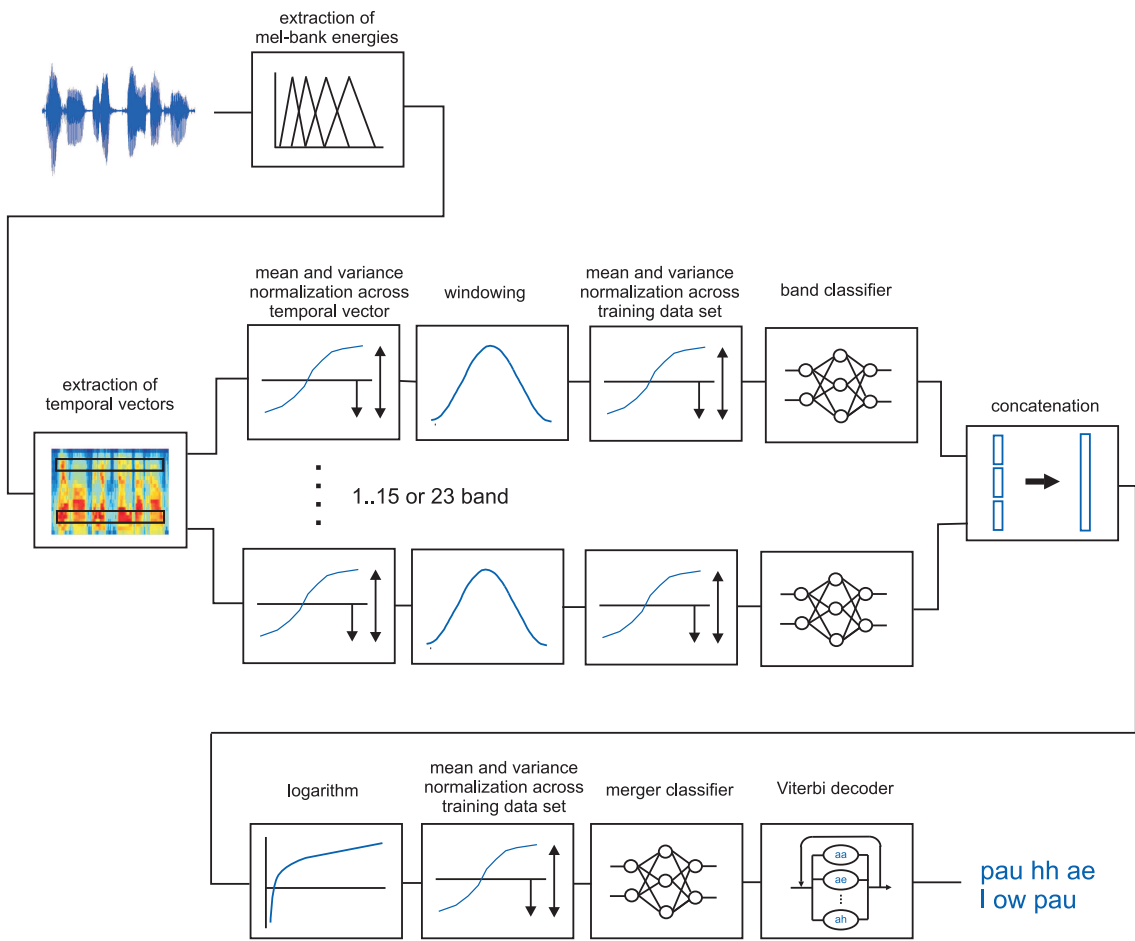 extraction of
mel-bank energies
mean and variance
normalization across
temporal vector
windowing
mean and variance
normalization across
training data set
band classifier
extraction of
temporal vectors
concatenation
1..15 or 23 band
logarithm
mean and variance
normalization across
training data set
merger classifier
Viterbi decoder
aa
ae
ah
pau hh ae
l ow pau